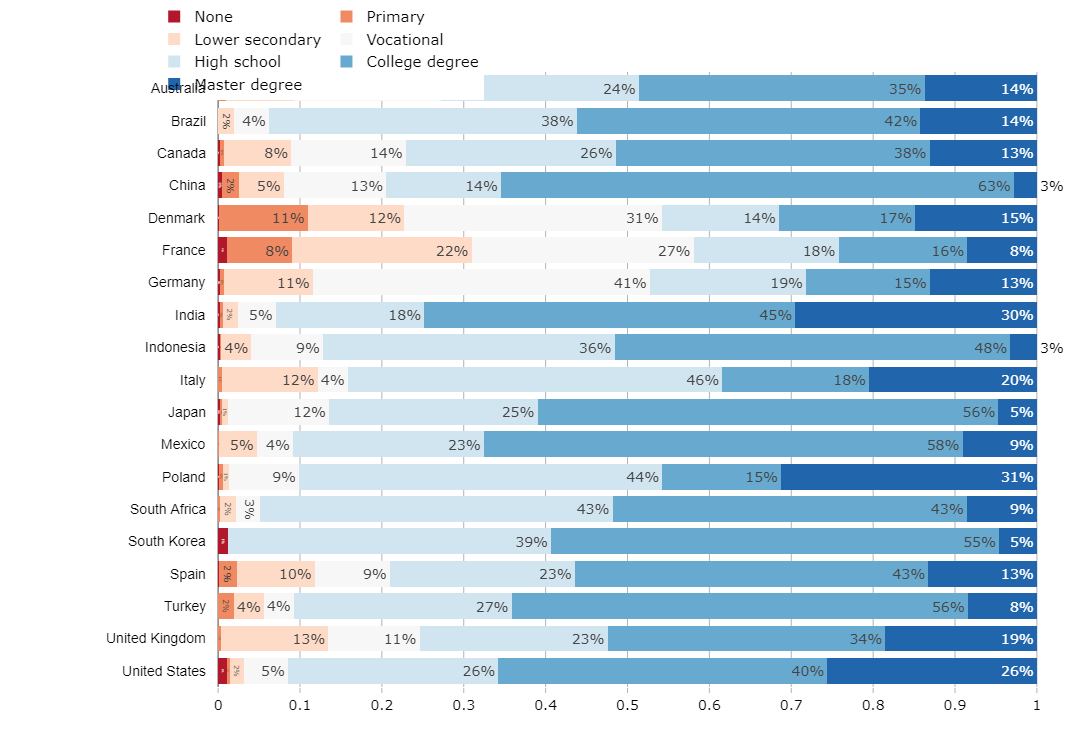 None Primary
Lower secondary Vocational
High school College degree
Master degree
Australia 24% 35% 14%
Brazil 2% 4% 38% 42% 14%
Canada 8% 14% 26% 38% 13%
China 2% 5% 13% 14% 63% 3%
Denmark 11% 12% 31% 14% 17% 15%
France 8% 22% 27% 18% 16% 8%
Germany 11% 41% 19% 15% 13%
India 2% 5% 18% 45% 30%
Indonesia 4% 9% 36% 48% 3%
Italy 12% 4% 46% 18% 20%
Japan 12% 25% 56% 5%
Mexico 5% 4% 23% 58% 9%
Poland 9% 44% 15% 31%
South Africa 2% 3% 43% 43% 9%
South Korea 39% 55% 5%
Spain 2% 10% 9% 23% 43% 13%
Turkey 2% 4% 4% 27% 56% 8%
United Kingdom 13% 11% 23% 34% 19%
United States 2% 5% 26% 40% 26%
0 0.1 0.2 0.3 0.4 0.5 0.6 0.7 0.8 0.9 1